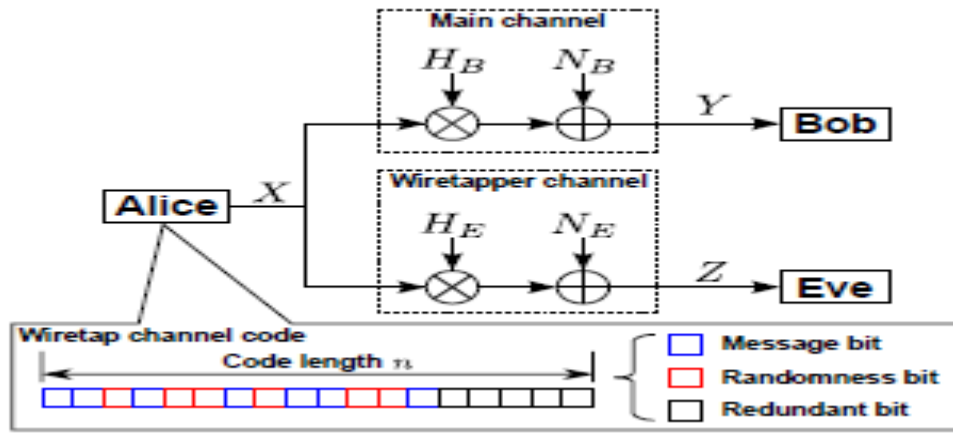 Main channel
H_B N_B
Y
Bob
Alice
X
Wiretapper channel
H_E N_E
Z
Eve
Wiretap channel code
Code length n
Message bit
Randomness bit
Redundant bit